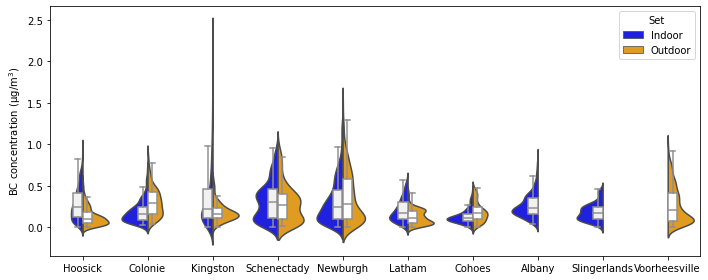 2.5
2.0
1.5
1.0
0.5
0.0
BC concentration (μg/m³)
Set
Indoor
Outdoor
Hoosick Colonie Kingston Schenectady Newburgh Latham Cohoes Albany Slingerlands Voorheesville